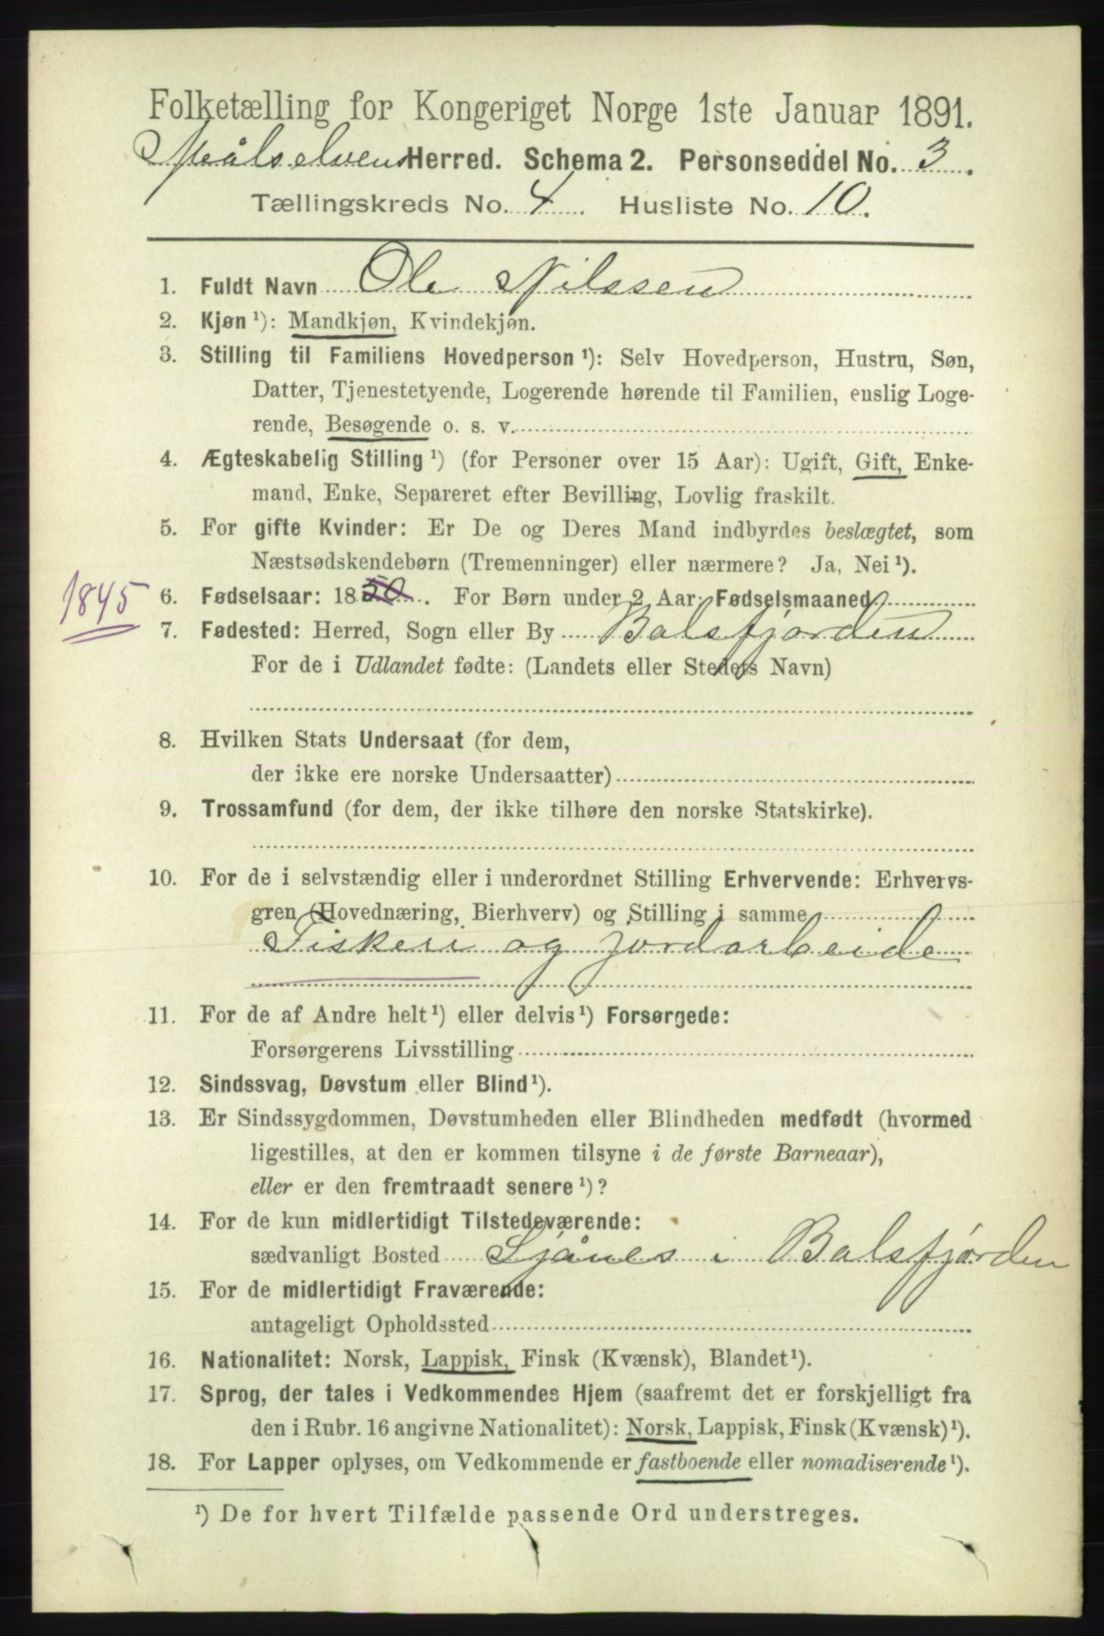 Folketælling for Kongeriget Norge 1ste Januar 1891.
Målselven Herred. Schema 2. Personseddel No. 3.
Tællingskreds No. 4. Husliste No. 10.
1. Fuldt Navn Ole Nilssen
2. Kjøn ¹): Mandkjøn, Kvindekjøn.
3. Stilling til Familiens Hovedperson ¹): Selv Hovedperson, Hustru, Søn,
Datter, Tjenestetyende, Logerende hørende til Familien, enslig Loge-
rende, Besøgende o. s. v.
4. Ægteskabelig Stilling ¹) (for Personer over 15 Aar): Ugift, Gift, Enke-
mand, Enke, Separeret efter Bevilling, Lovlig fraskilt.
5. For gifte Kvinder: Er De og Deres Mand indbyrdes beslægtet, som
Næstsødskendebørn (Tremenninger) eller nærmere? Ja, Nei ¹).
1845 6. Fødselsaar: 1850. For Børn under 2 Aar: Fødselsmaaned
7. Fødested: Herred, Sogn eller By Balsfjorden
For de i Udlandet fødte: (Landets eller Stedets Navn)
8. Hvilken Stats Undersaat (for dem,
der ikke ere norske Undersaatter)
9. Trossamfund (for dem, der ikke tilhøre den norske Statskirke).
10. For de i selvstændig eller i underordnet Stilling Erhvervende: Erhvervs-
gren (Hovednæring, Bierhverv) og Stilling i samme
Fiskeri og jordarbeide
11. For de af Andre helt ¹) eller delvis ¹) Forsørgede:
Forsørgerens Livsstilling
12. Sindssvag, Døvstum eller Blind ¹).
13. Er Sindssygdommen, Døvstumheden eller Blindheden medfødt (hvormed
ligestilles, at den er kommen tilsyne i de første Barneaar),
eller er den fremtraadt senere ¹)?
14. For de kun midlertidigt Tilstedeværende:
sædvanligt Bosted Sjånes i Balsfjorden
15. For de midlertidigt Fraværende:
antageligt Opholdssted
16. Nationalitet: Norsk, Lappisk, Finsk (Kvænsk), Blandet ¹).
17. Sprog, der tales i Vedkommendes Hjem (saafremt det er forskjelligt fra
den i Rubr. 16 angivne Nationalitet): Norsk, Lappisk, Finsk (Kvænsk) ¹).
18. For Lapper oplyses, om Vedkommende er fastboende eller nomadiserende ¹).
¹) De for hvert Tilfælde passende Ord understreges.